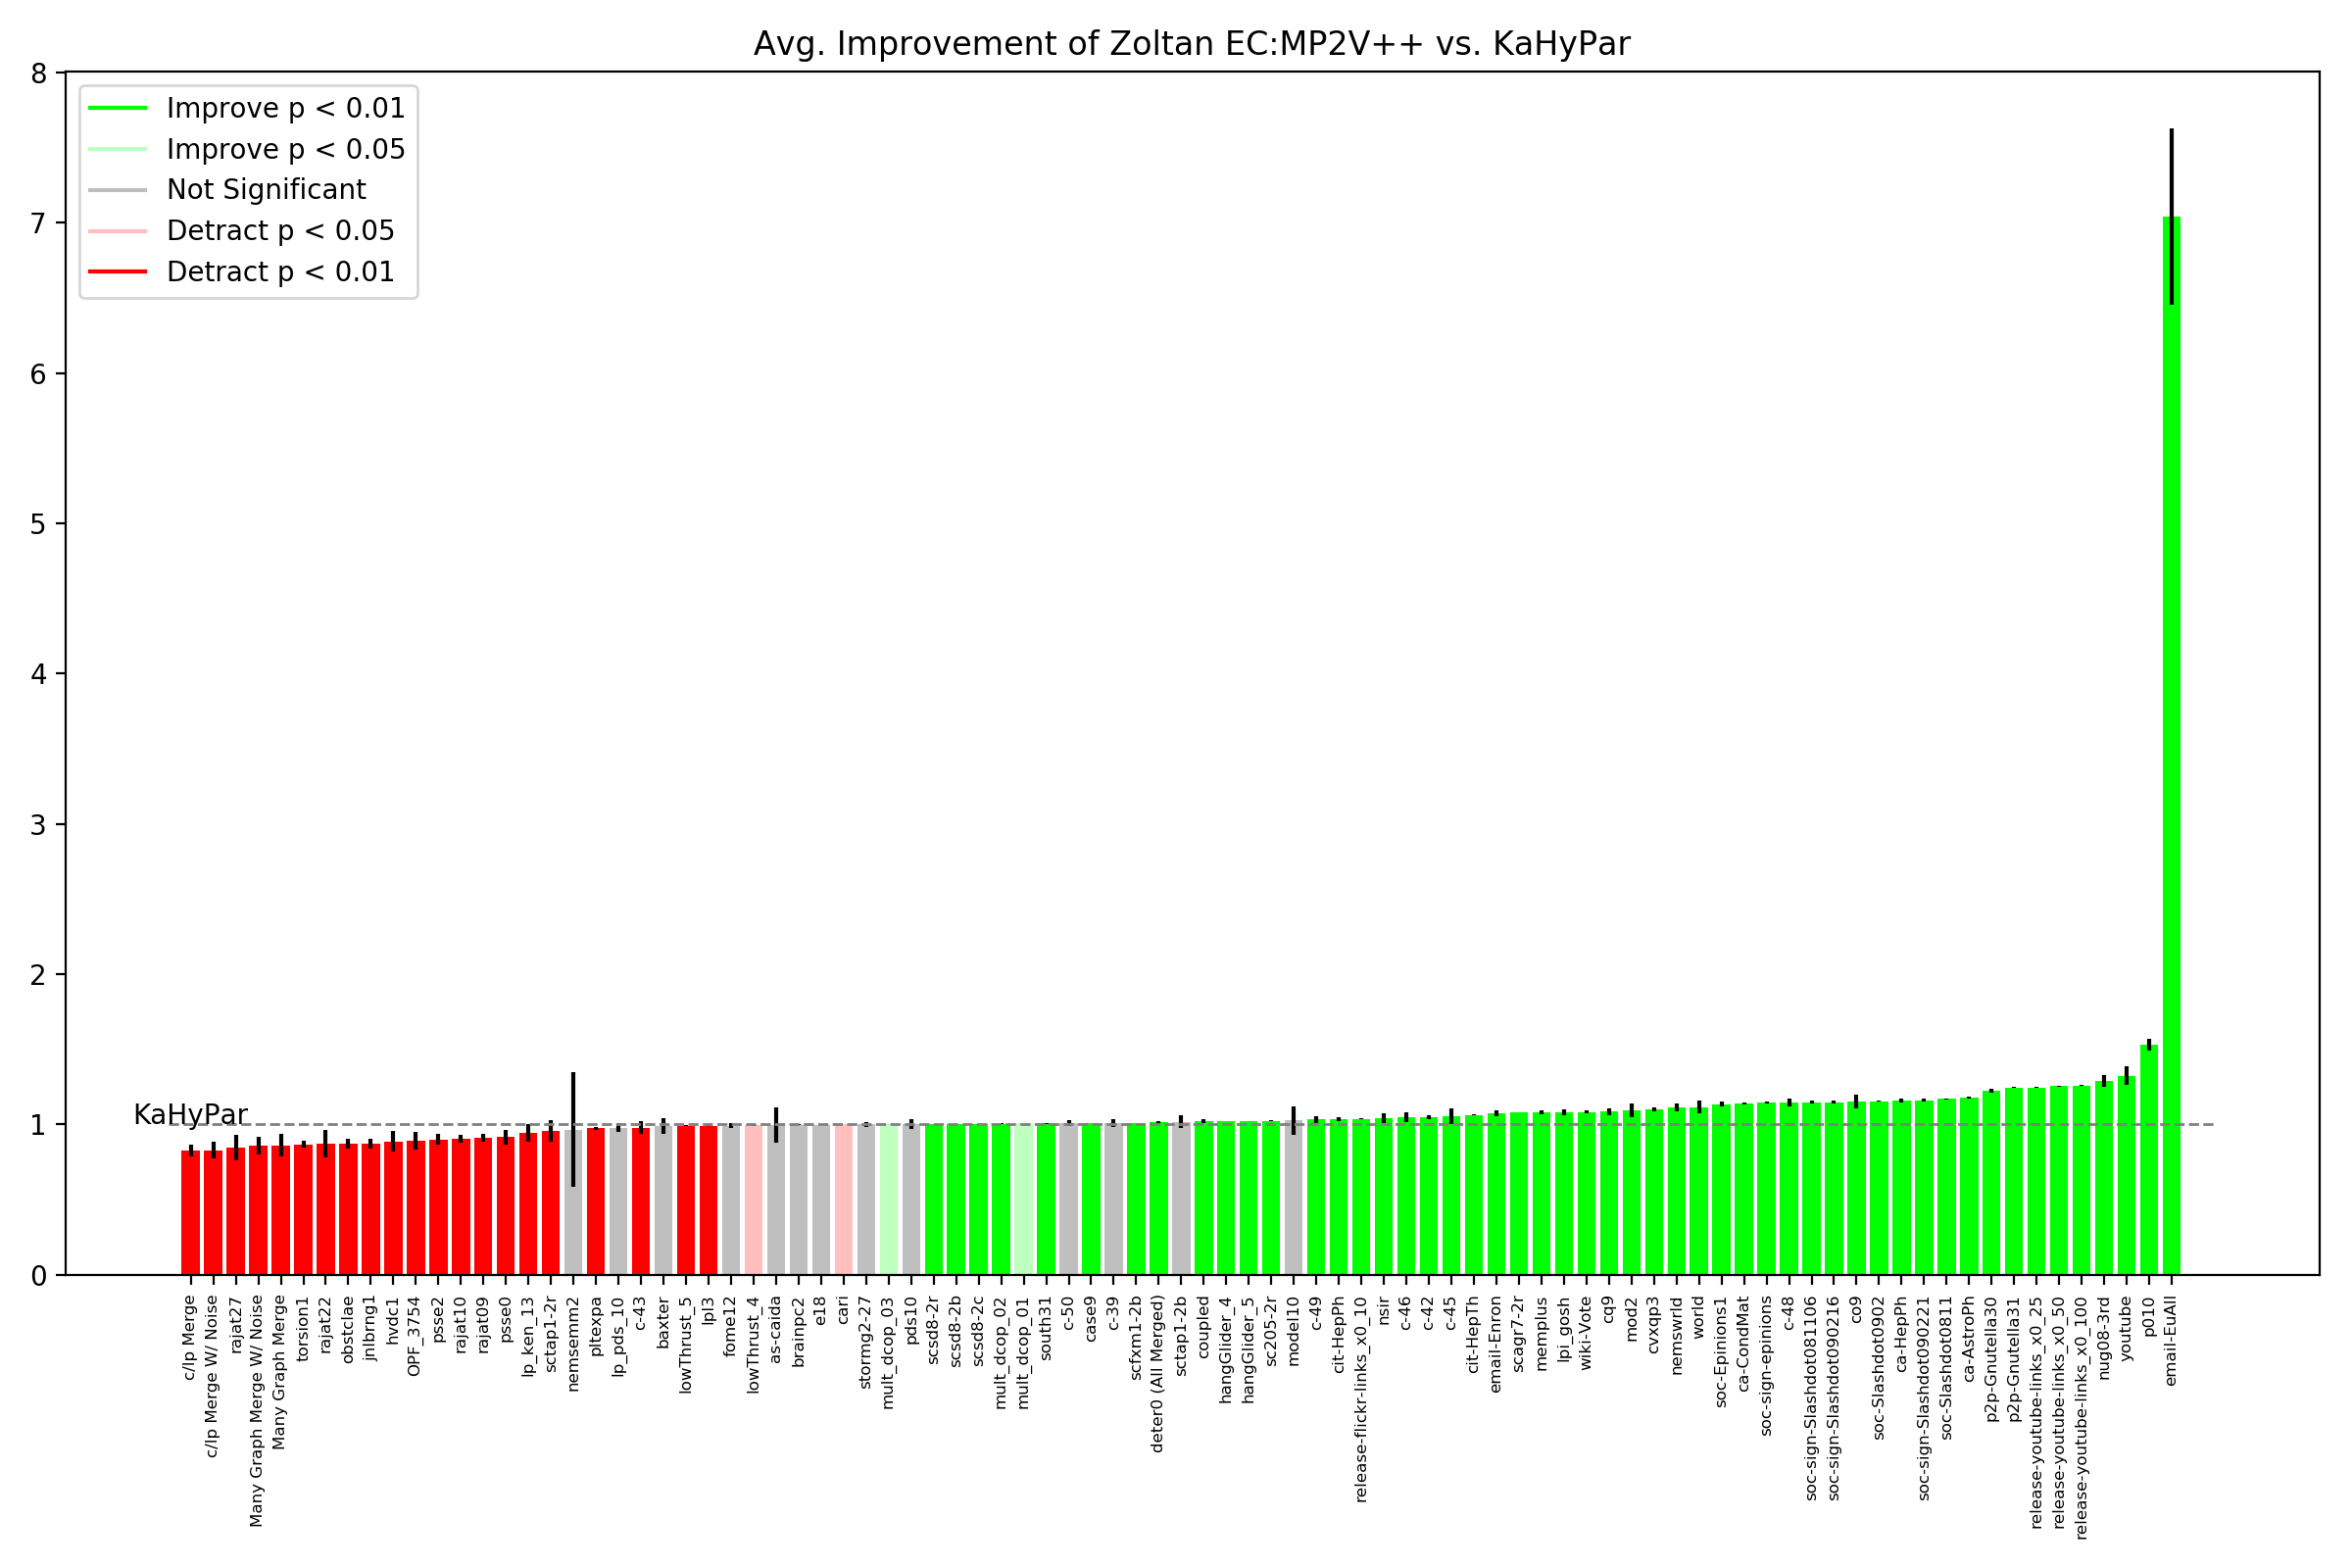 Avg. Improvement of Zoltan EC:MP2V++ vs. KaHyPar
8
7
6
5
4
3
2
1
0
Improve p < 0.01
Improve p < 0.05
Not Significant
Detract p < 0.05
Detract p < 0.01
KaHyPar
c/lp Merge
c/lp Merge W/ Noise
rajat27
Many Graph Merge W/ Noise
Many Graph Merge
torsion1
rajat22
obstclae
jnlbrng1
hvdc1
OPF_3754
psse2
rajat10
rajat09
psse0
lp_ken_13
sctap1-2r
nemsemm2
pltexpa
lp_pds_10
c-43
baxter
lowThrust_5
lpl3
fome12
lowThrust_4
as-caida
brainpc2
e18
cari
stormg2-27
mult_dcop_03
pds10
scsd8-2r
scsd8-2b
scsd8-2c
mult_dcop_02
mult_dcop_01
south31
c-50
case9
c-39
scfxm1-2b
deter0 (All Merged)
sctap1-2b
coupled
hangGlider_4
hangGlider_5
sc205-2r
model10
c-49
cit-HepPh
release-flickr-links_x0_10
nsir
c-46
c-42
c-45
cit-HepTh
email-Enron
scagr7-2r
memplus
lpi_gosh
wiki-Vote
cq9
mod2
cvxqp3
nemswrld
world
soc-Epinions1
ca-CondMat
soc-sign-epinions
c-48
soc-sign-Slashdot081106
soc-sign-Slashdot090216
co9
soc-Slashdot0902
ca-HepPh
soc-sign-Slashdot090221
soc-Slashdot0811
ca-AstroPh
p2p-Gnutella30
p2p-Gnutella31
release-youtube-links_x0_25
release-youtube-links_x0_50
release-youtube-links_x0_100
nug08-3rd
youtube
p010
email-EuAll